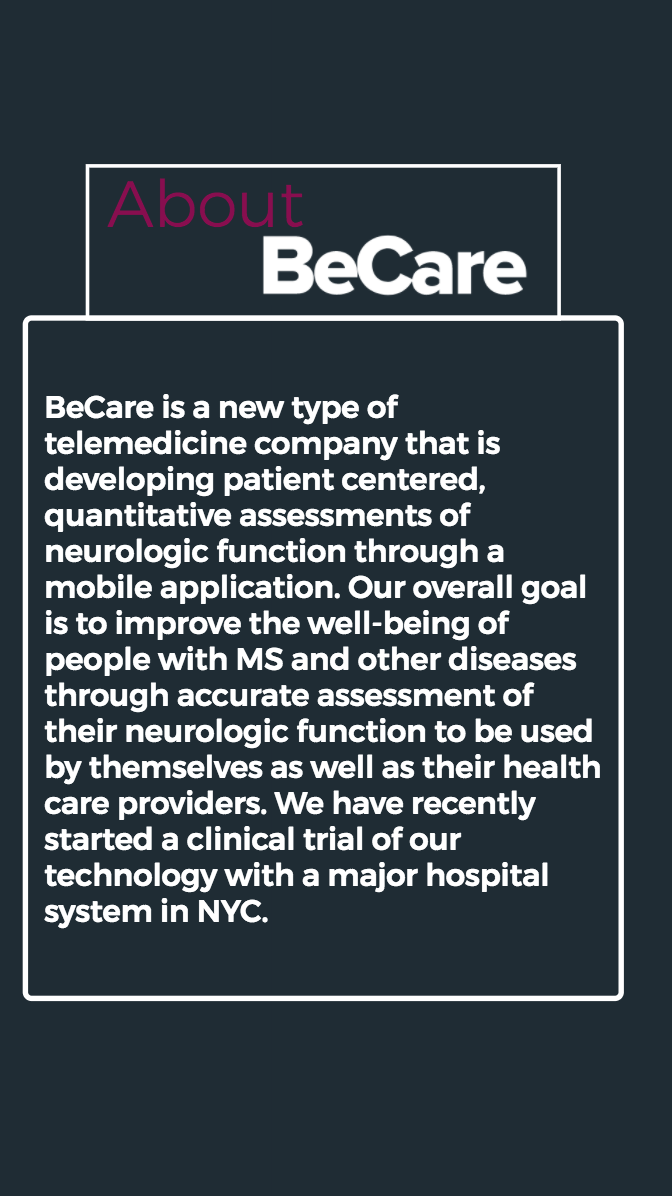 About
BeCare
BeCare is a new type of
telemedicine company that is
developing patient centered,
quantitative assessments of
neurologic function through a
mobile application. Our overall goal
is to improve the well-being of
people with MS and other diseases
through accurate assessment of
their neurologic function to be used
by themselves as well as their health
care providers. We have recently
started a clinical trial of our
technology with a major hospital
system in NYC.